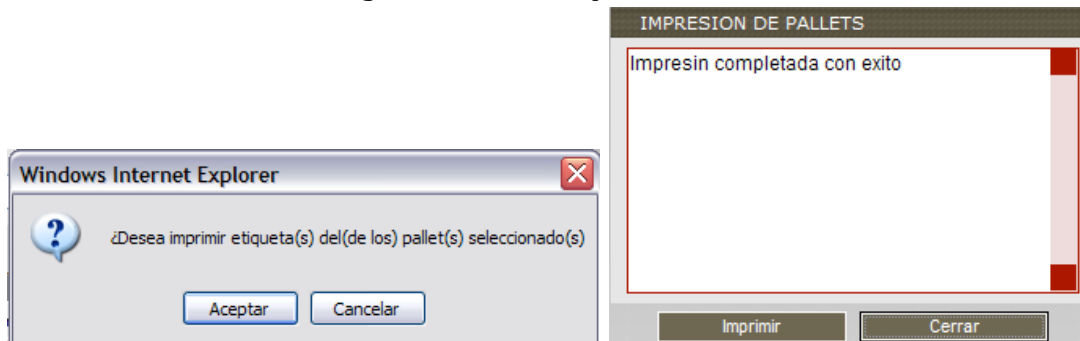 IMPRESION DE PALLETS
Impresin completada con exito
Windows Internet Explorer
¿Desea imprimir etiqueta(s) del(de los) pallet(s) seleccionado(s)
Aceptar Cancelar
Imprimir Cerrar